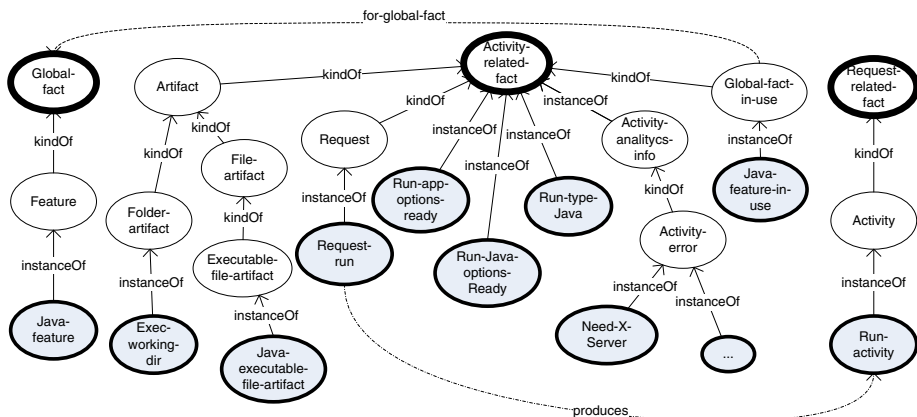 for-global-fact
Global-
fact
Artifact
kindOf
Activity-
related-
fact
kindOf
Global-fact-
in-use
Request-
related-
fact
kindOf
kindOf
kindOf
Request
kindOf
instanceOf
instanceOf
instanceOf
instanceOf
Activity-
analitycs-
info
instanceOf
kindOf
File-
artifact
Feature
Folder-
artifact
kindOf
instanceOf
Run-app-
options-
ready
Run-type-
Java
kindOf
Java-
feature-in-
use
Activity
instanceOf
instanceOf
Executable-
file-artifact
Request-
run
Run-Java-
options-
Ready
Activity-
error
instanceOf
instanceOf
instanceOf
instanceOf
Java-
feature
Exec-
working-
dir
Java-
executable-
file-artifact
Need-X-
Server
...
Run-
activity
produces